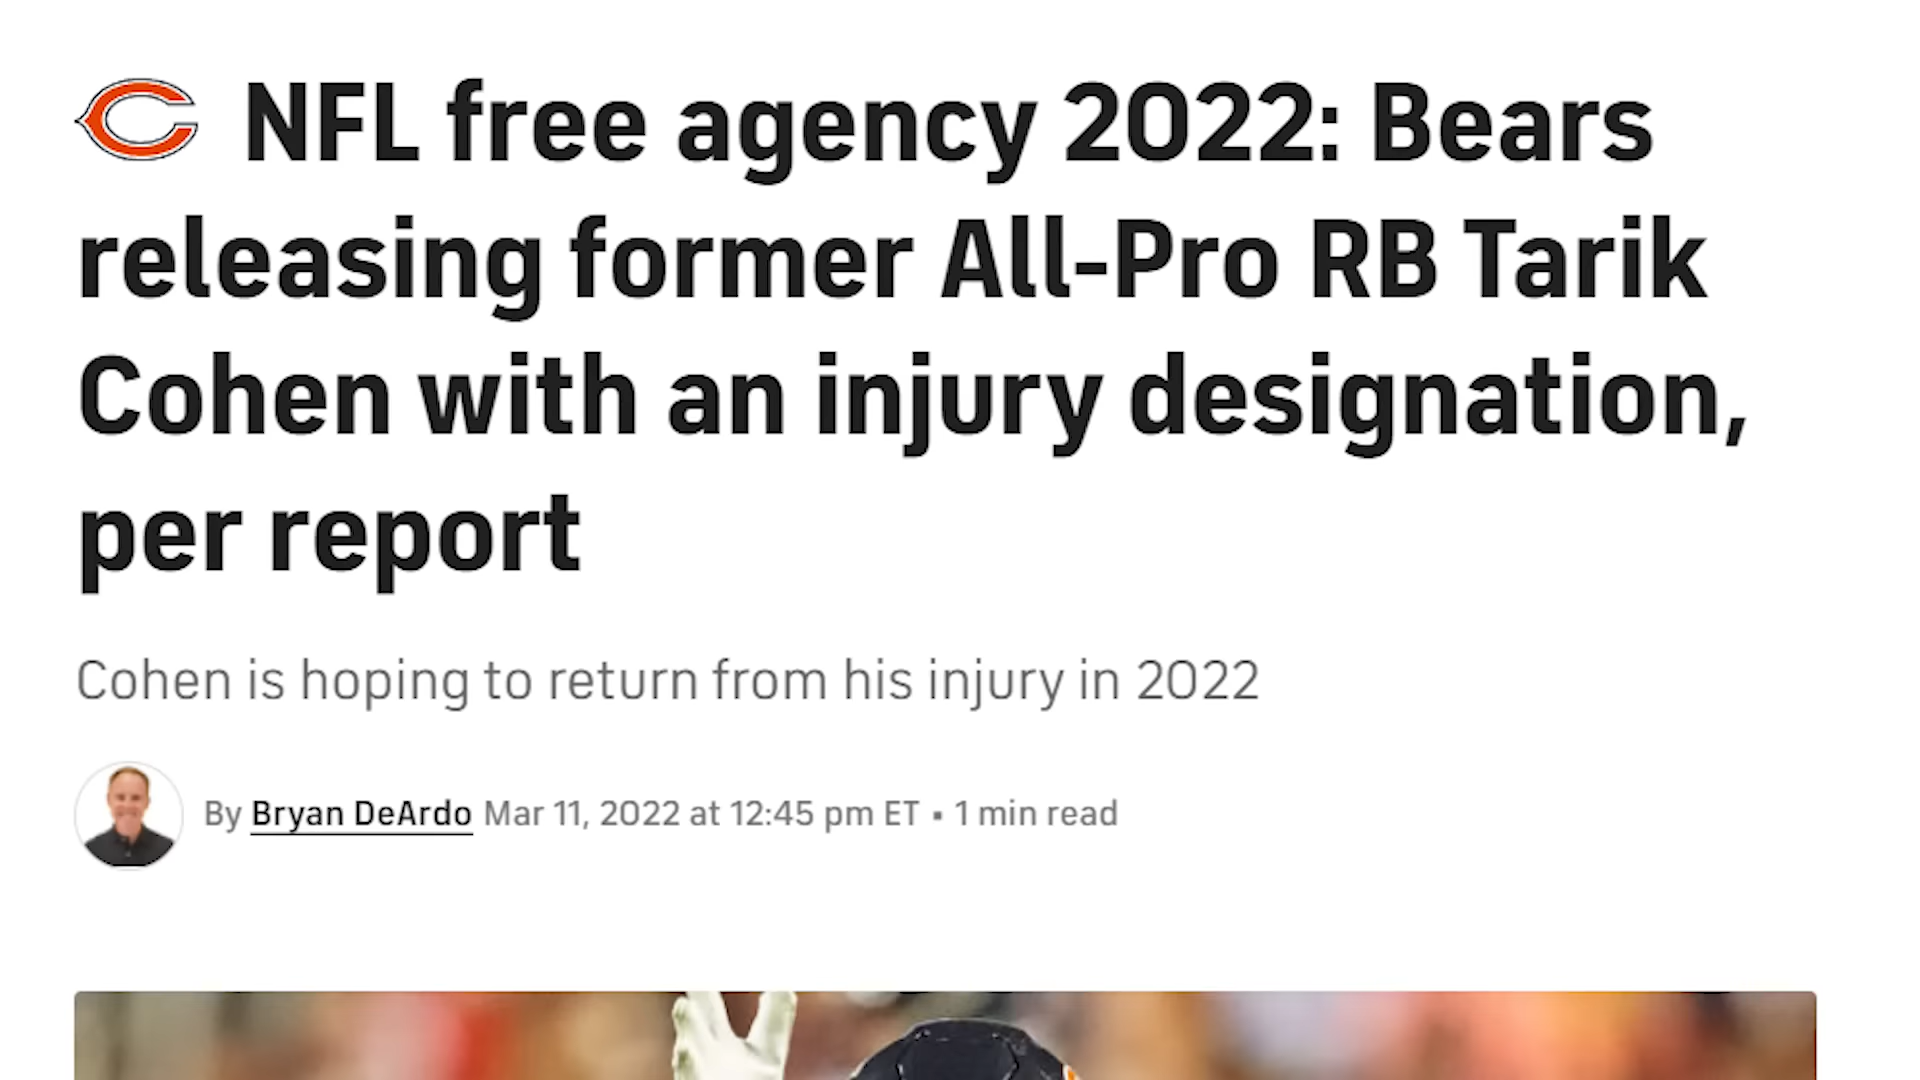 NFL free agency 2022: Bears
releasing former All-Pro RB Tarik
Cohen with an injury designation,
per report
Cohen is hoping to return from his injury in 2022
By Bryan DeArdo Mar 11, 2022 at 12:45 pm ET ▪ 1 min read